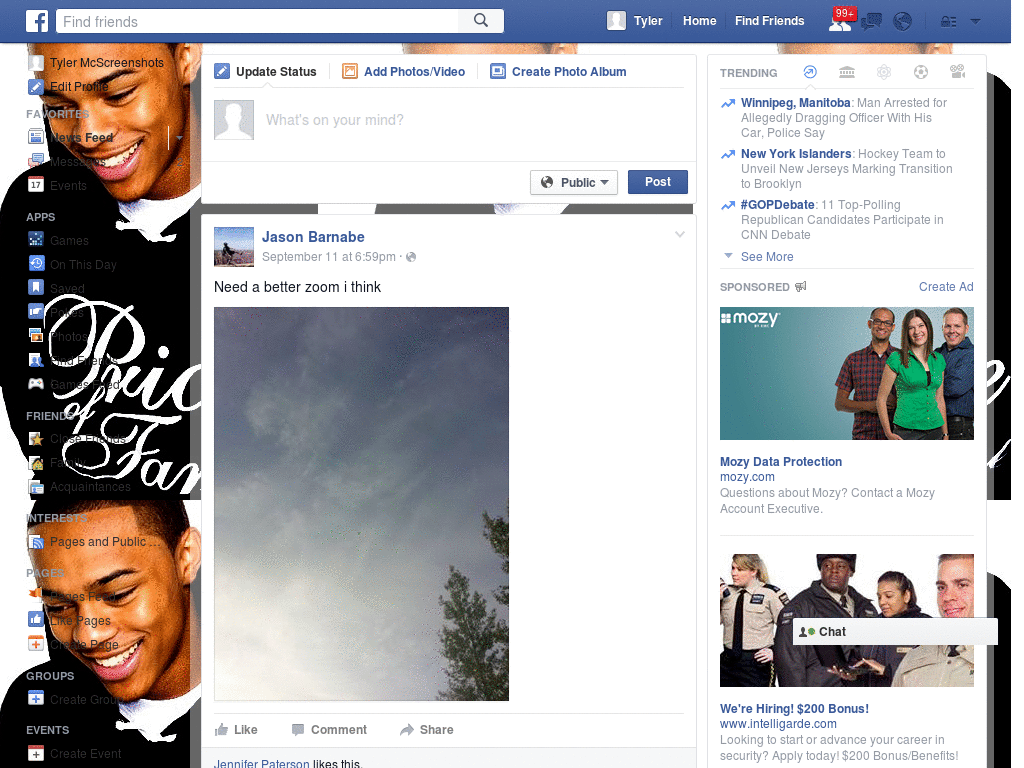 Find friends
Tyler
Home
Find Friends
99+
Tyler McScreenshots
Edit Profile
FAVORITES
News Feed
Messages
17
Events
APPS
Games
On This Day
Saved
Pokes
Photos
Find Friends
Games Feed
FRIENDS
Close Friends
Family
Acquaintances
INTERESTS
Pages and Public ...
PAGES
Pages Feed
Like Pages
Create Page
GROUPS
Create Group
EVENTS
Create Event
Update Status
Add Photos/Video
Create Photo Album
What's on your mind?
Public
Post
Jason Barnabe
September 11 at 6:59pm ·
Need a better zoom i think
Like
Comment
Share
Jennifer Paterson likes this.
TRENDING
Winnipeg, Manitoba: Man Arrested for
Allegedly Dragging Officer With His
Car, Police Say
New York Islanders: Hockey Team to
Unveil New Jerseys Marking Transition
to Brooklyn
#GOPDebate: 11 Top-Polling
Republican Candidates Participate in
CNN Debate
See More
SPONSORED
Create Ad
mozy
Mozy Data Protection
mozy.com
Questions about Mozy? Contact a Mozy
Account Executive.
Chat
We're Hiring! $200 Bonus!
www.intelligarde.com
Looking to start or advance your career in
security? Apply today! $200 Bonus/Benefits!